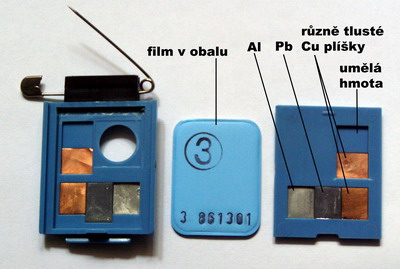 různě tlusté
film v obalu Al Pb Cu plíšky
umělá
hmota
3
3 861301